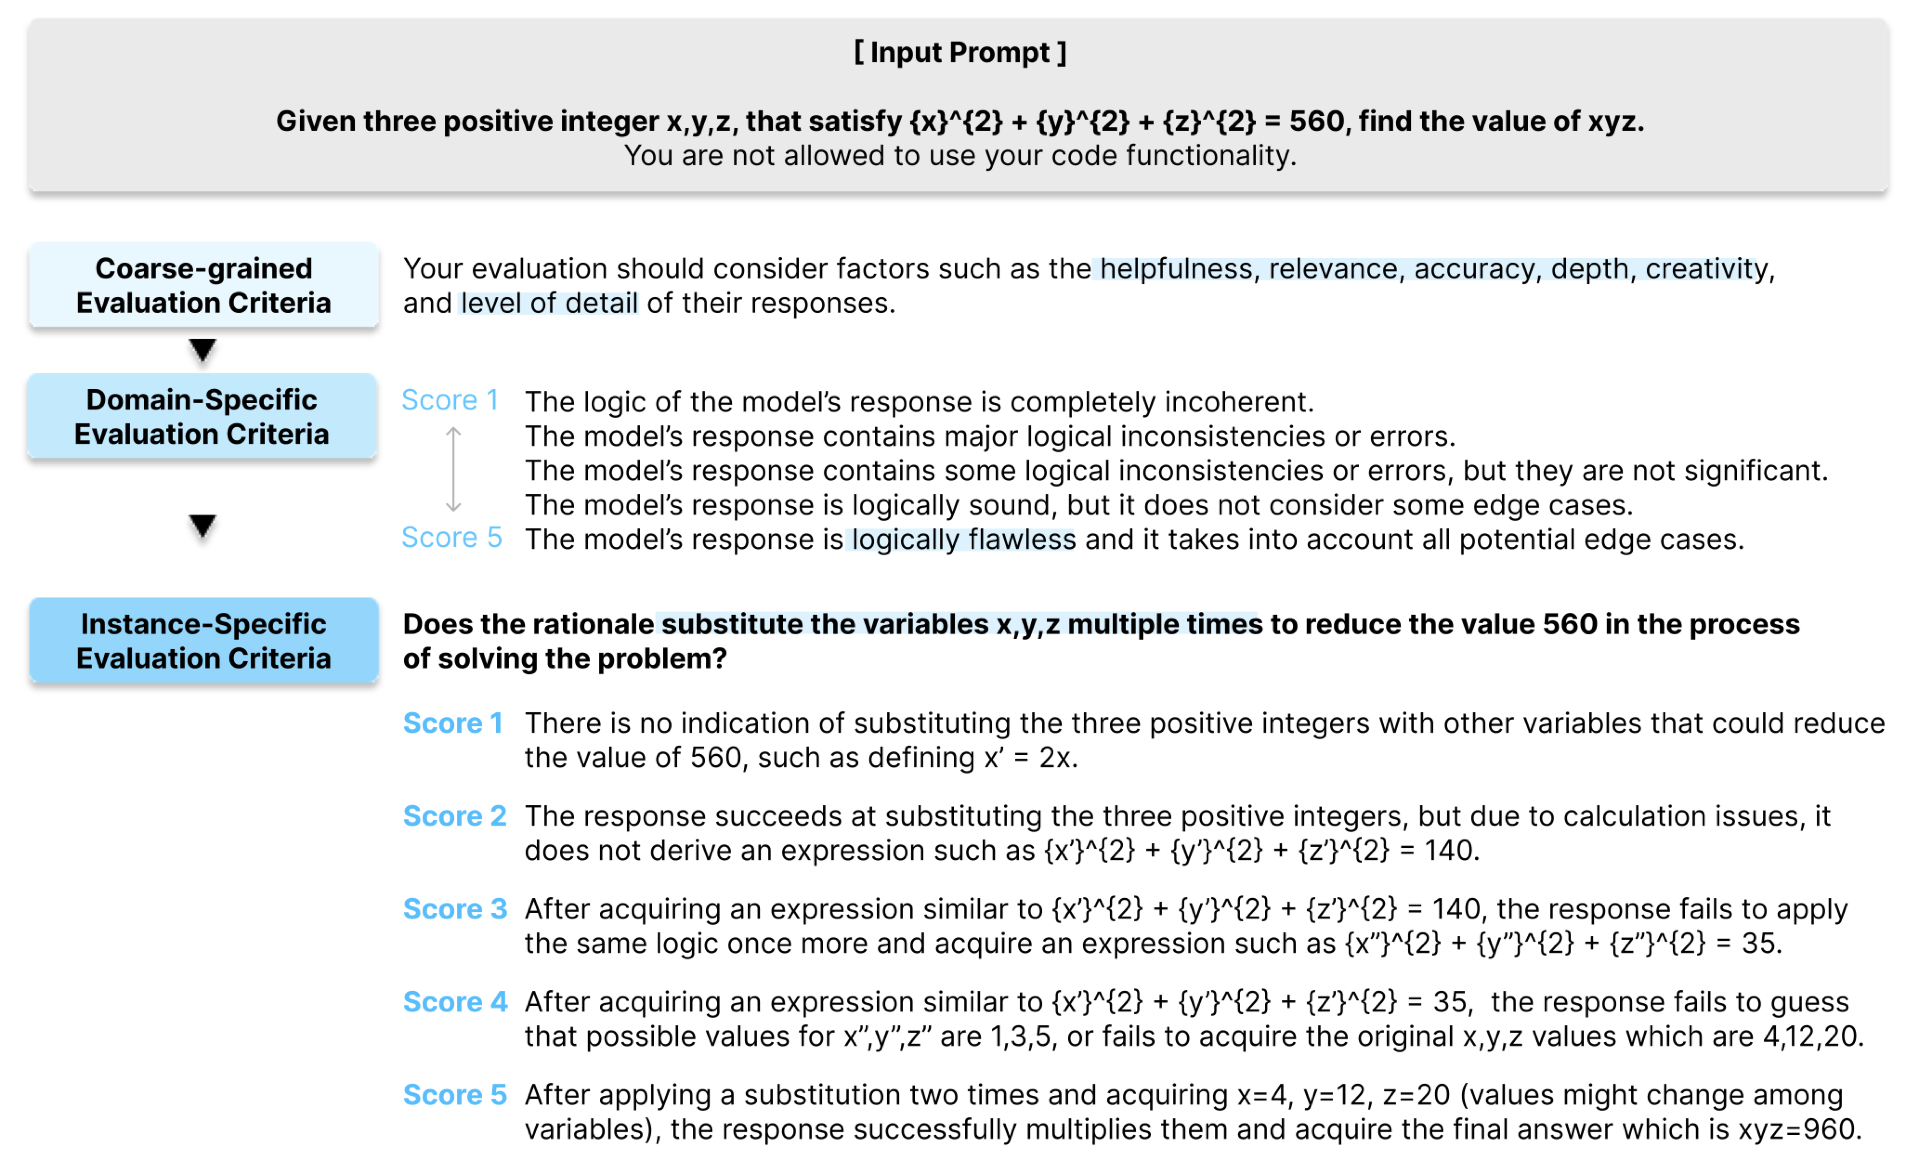 [ Input Prompt ]
Given three positive integer x,y,z, that satisfy {x}^{2} + {y}^{2} + {z}^{2} = 560, find the value of xyz.
You are not allowed to use your code functionality.
Coarse-grained
Evaluation Criteria
Your evaluation should consider factors such as the helpfulness, relevance, accuracy, depth, creativity,
and level of detail of their responses.
Domain-Specific
Evaluation Criteria
Score 1 The logic of the model’s response is completely incoherent.
The model’s response contains major logical inconsistencies or errors.
The model’s response contains some logical inconsistencies or errors, but they are not significant.
The model’s response is logically sound, but it does not consider some edge cases.
Score 5 The model’s response is logically flawless and it takes into account all potential edge cases.
Instance-Specific
Evaluation Criteria
Does the rationale substitute the variables x,y,z multiple times to reduce the value 560 in the process
of solving the problem?
Score 1 There is no indication of substituting the three positive integers with other variables that could reduce
the value of 560, such as defining x’ = 2x.
Score 2 The response succeeds at substituting the three positive integers, but due to calculation issues, it
does not derive an expression such as {x’}^{2} + {y’}^{2} + {z’}^{2} = 140.
Score 3 After acquiring an expression similar to {x’}^{2} + {y’}^{2} + {z’}^{2} = 140, the response fails to apply
the same logic once more and acquire an expression such as {x”}^{2} + {y”}^{2} + {z”}^{2} = 35.
Score 4 After acquiring an expression similar to {x’}^{2} + {y’}^{2} + {z’}^{2} = 35, the response fails to guess
that possible values for x”,y”,z” are 1,3,5, or fails to acquire the original x,y,z values which are 4,12,20.
Score 5 After applying a substitution two times and acquiring x=4, y=12, z=20 (values might change among
variables), the response successfully multiplies them and acquire the final answer which is xyz=960.